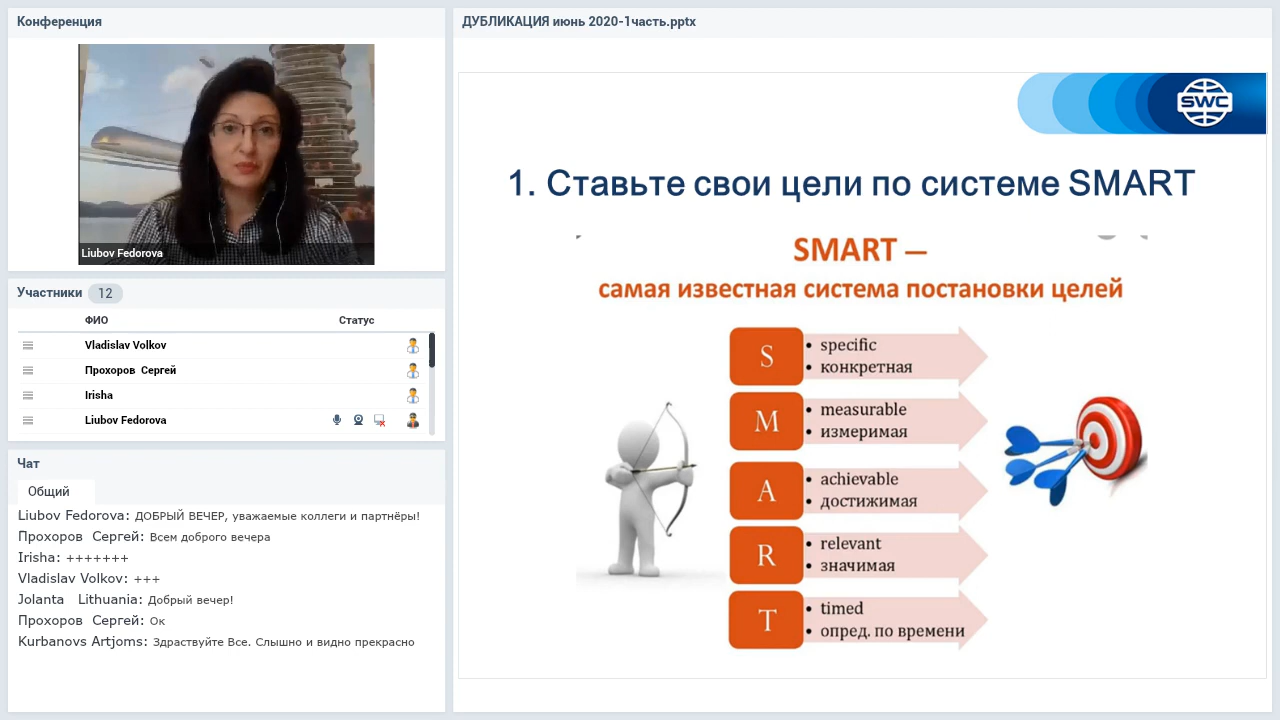 Конференция
Liubov Fedorova
Участники 12
ФИО Статус
Vladislav Volkov
Прохоров Сергей
Irisha
Liubov Fedorova
Чат
Общий
Liubov Fedorova: ДОБРЫЙ ВЕЧЕР, уважаемые коллеги и партнёры!
Прохоров Сергей: Всем доброго вечера
Irisha: +++++++
Vladislav Volkov: +++
Jolanta Lithuania: Добрый вечер!
Прохоров Сергей: Ок
Kurbanovs Artjoms: Здраствуйте Все. Слышно и видно прекрасно
ДУБЛИКАЦИЯ июнь 2020-1часть.pptx
SWC
1. Ставьте свои цели по системе SMART
SMART —
самая известная система постановки целей
S
• specific
• конкретная
M
• measurable
• измеримая
A
• achievable
• достижимая
R
• relevant
• значимая
T
• timed
• опред. по времени